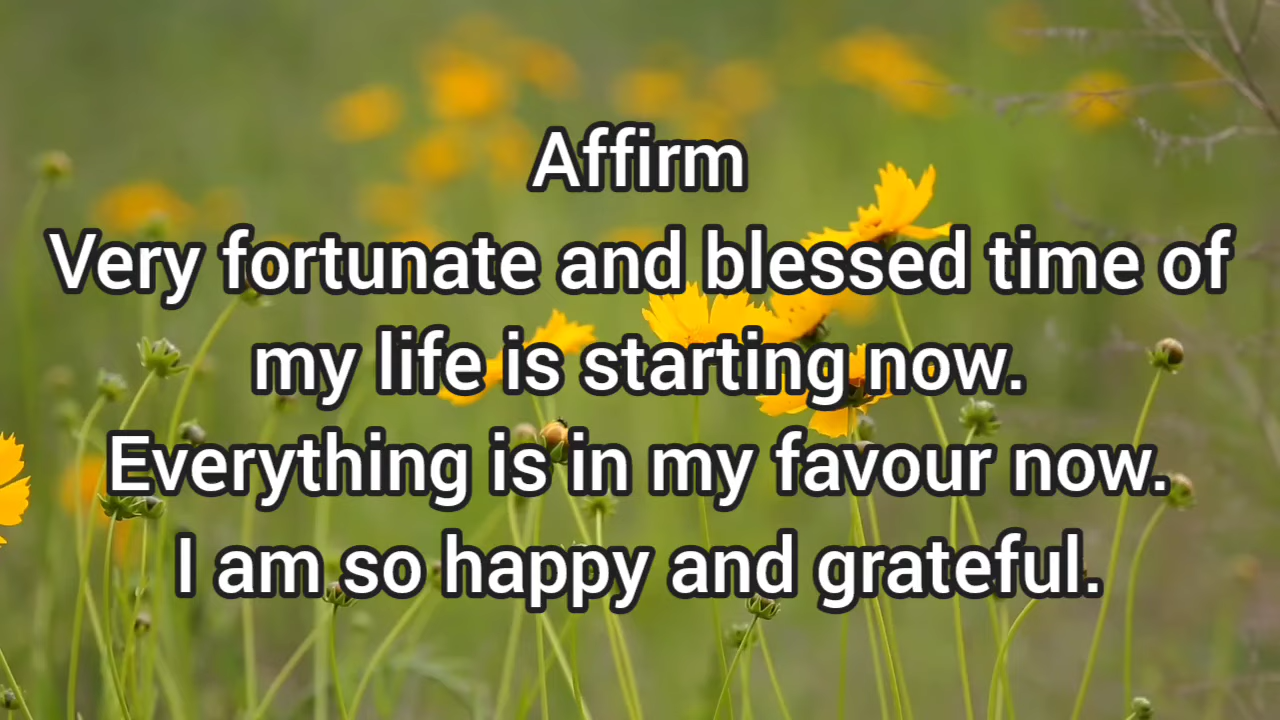 Affirm
Very fortunate and blessed time of
my life is starting now.
Everything is in my favour now.
I am so happy and grateful.